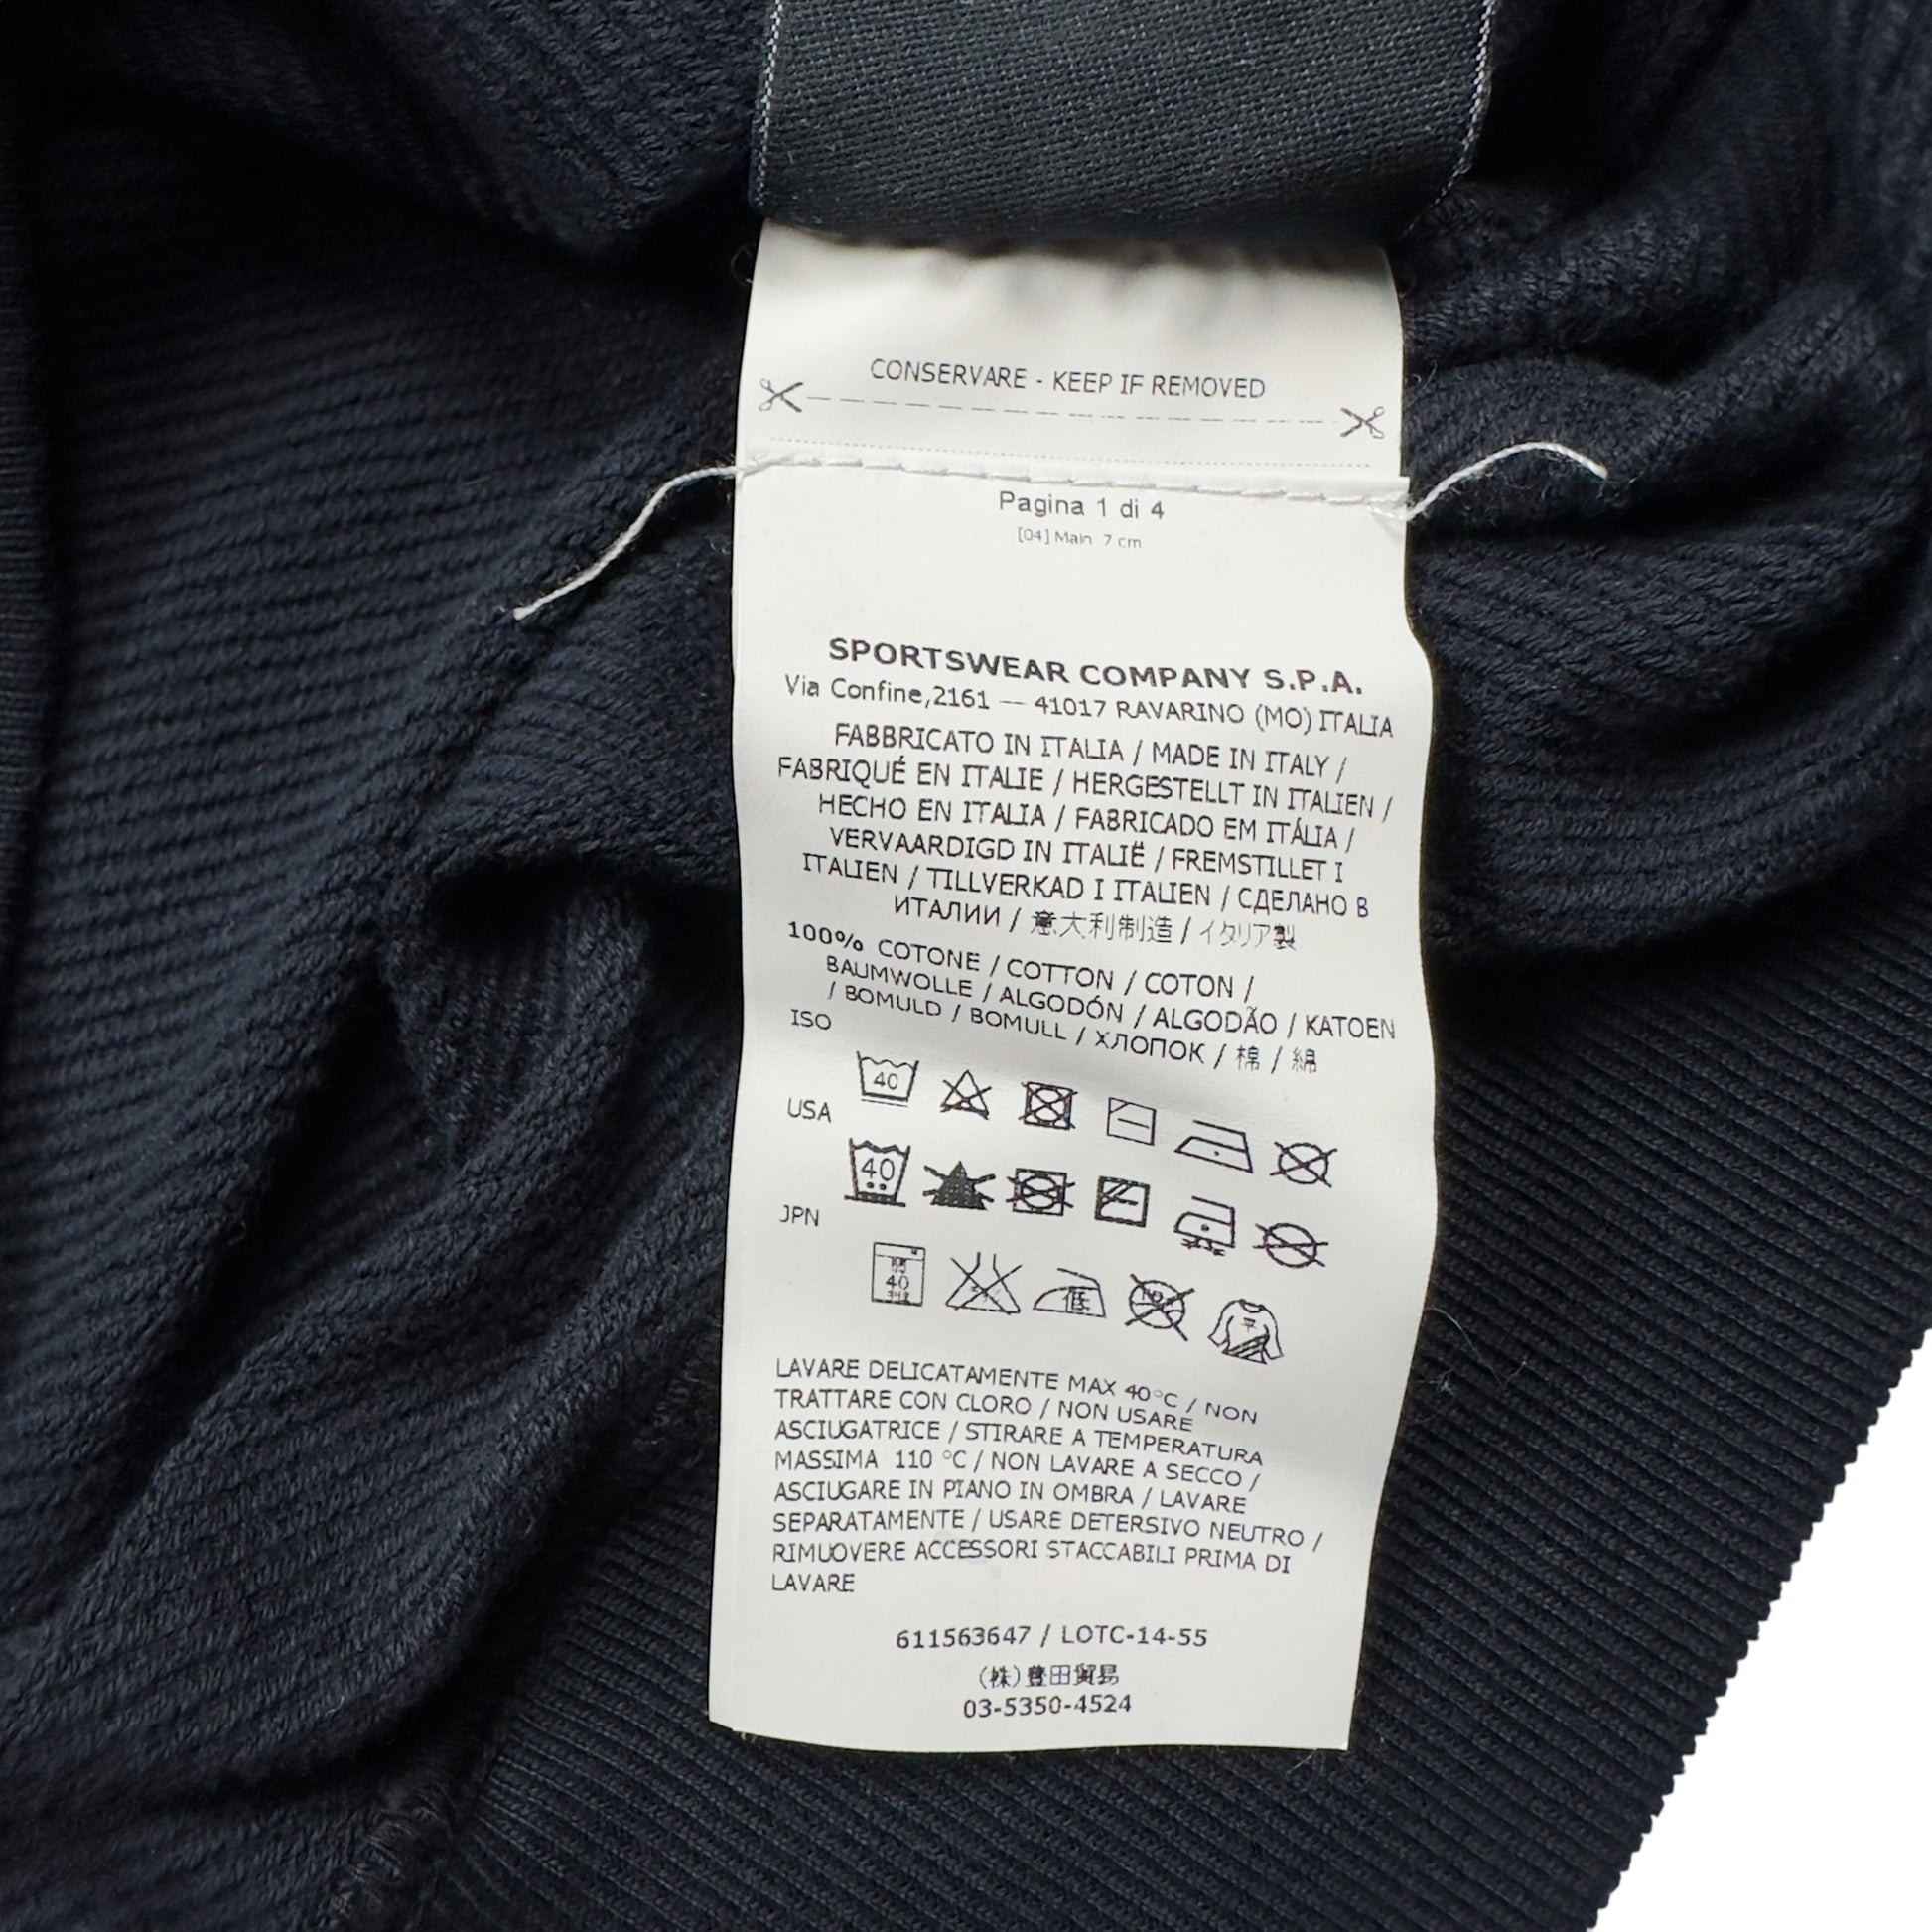 CONSERVARE - KEEP IF REMOVED
Pagina 1 di 4
[04] Main 7 cm
SPORTSWEAR COMPANY S.P.A.
Via Confine,2161 — 41017 RAVARINO (MO) ITALIA
FABBRICATO IN ITALIA / MADE IN ITALY /
FABRIQUÉ EN ITALIE / HERGESTELLT IN ITALIEN /
HECHO EN ITALIA / FABRICADO EM ITÁLIA /
VERVAARDIGD IN ITALIË / FREMSTILLET I
ITALIEN / TILLVERKAD I ITALIEN / СДЕЛАНО В
ИТАЛИИ / 意大利制造 / イタリア製
100% COTONE / COTTON / COTON /
BAUMWOLLE / ALGODÓN / ALGODÃO / KATOEN
/ BOMULD / BOMULL / ХЛОПОК / 棉 / 綿
ISO
40
USA
40
JPN
40
低
平
LAVARE DELICATAMENTE MAX 40°C / NON
TRATTARE CON CLORO / NON USARE
ASCIUGATRICE / STIRARE A TEMPERATURA
MASSIMA 110 °C / NON LAVARE A SECCO /
ASCIUGARE IN PIANO IN OMBRA / LAVARE
SEPARATAMENTE / USARE DETERSIVO NEUTRO /
RIMUOVERE ACCESSORI STACCABILI PRIMA DI
LAVARE
611563647 / LOTC-14-55
(株)豊田貿易
03-5350-4524